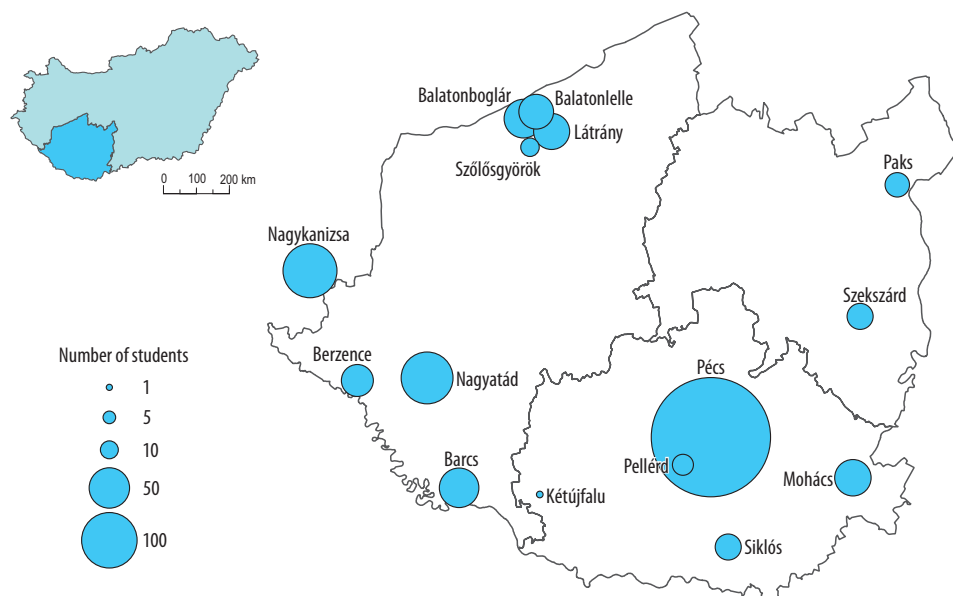 0 100 200 km
Balatonboglár
Balatonlelle
Látrány
Szőlősgyörök
Paks
Nagykanizsa
Szekszárd
Number of students
1
5
10
50
100
Berzence
Nagyatád
Pécs
Pellérd
Barcs
Kétújfalu
Mohács
Siklós